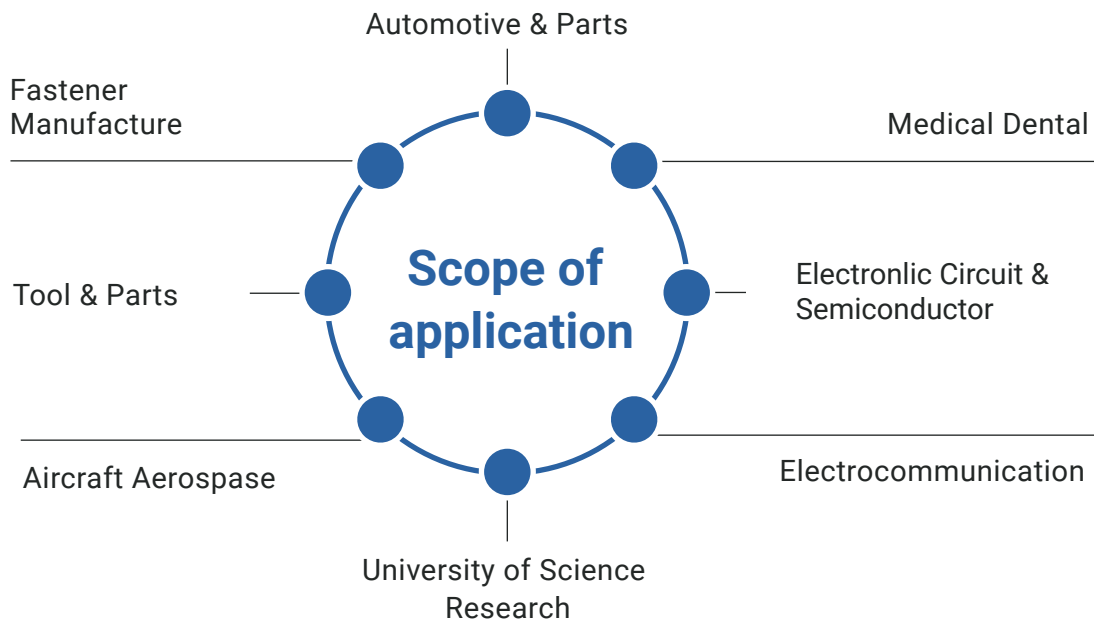 Automotive & Parts
Fastener
Manufacture
Medical Dental
Scope of
application
Tool & Parts
Electronlic Circuit &
Semiconductor
Aircraft Aerospase
Electrocommunication
University of Science
Research